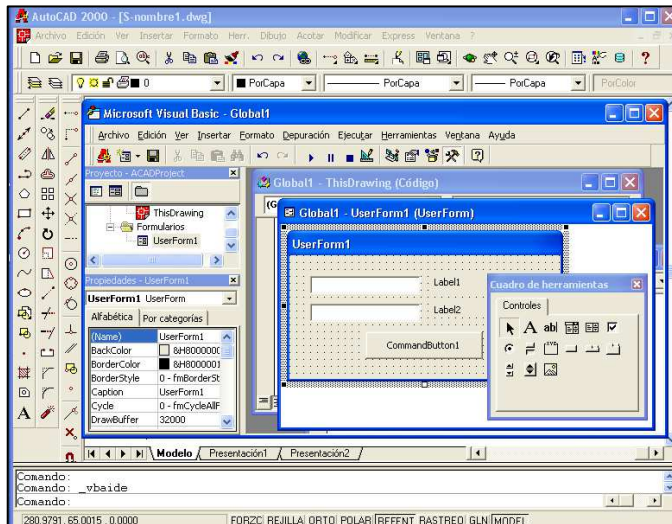 AutoCAD 2000 - [S-nombre1.dwg]
Archivo Edición Ver Insertar Formato Herr. Dibujo Acotar Modificar Express Ventana ?
0 PorCapa PorCapa PorCapa PorColor
Microsoft Visual Basic - Global1
Archivo Edición Ver Insertar Formato Depuración Ejecutar Herramientas Ventana Ayuda
Proyecto - ACADProject
ThisDrawing
Formularios
UserForm1
Global1 - ThisDrawing (Código)
Global1 - UserForm1 (UserForm)
UserForm1
Label1
Label2
CommandButton1
Propiedades - UserForm1
UserForm1 UserForm
Alfabética Por categorías
(Name) UserForm1
BackColor &H8000000
BorderColor &H8000001
BorderStyle 0 - fmBorderSt
Caption UserForm1
Cycle 0 - fmCycleAllF
DrawBuffer 32000
Cuadro de herramientas
Controles
A abl
A
Modelo Presentación1 Presentación2
Comando:
Comando: _vbaide
Comando:
280.9791, 65.0015 , 0.0000 FORZC REJILLA ORTO POLAR REFENT RASTREO GLN MODEL